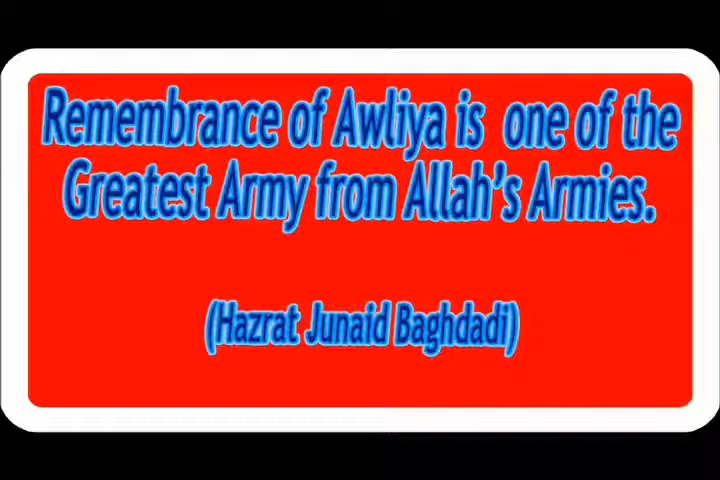 Remembrance of Awliya is one of the
Greatest Army from Allah's Armies.
(Hazrat Junaid Baghdadi)